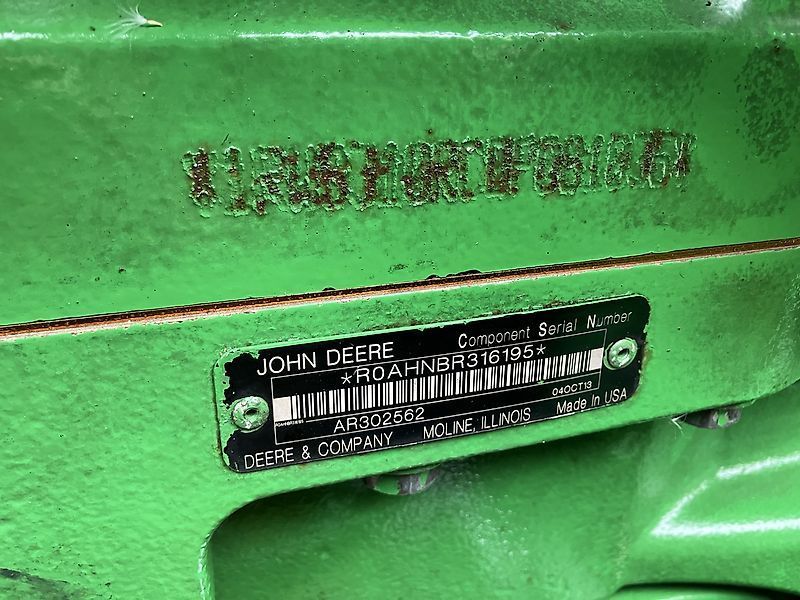 JOHN DEERE Component Serial Number
*R0AHNBR316195*
AR302562 04OCT13
DEERE & COMPANY MOLINE, ILLINOIS Made in USA